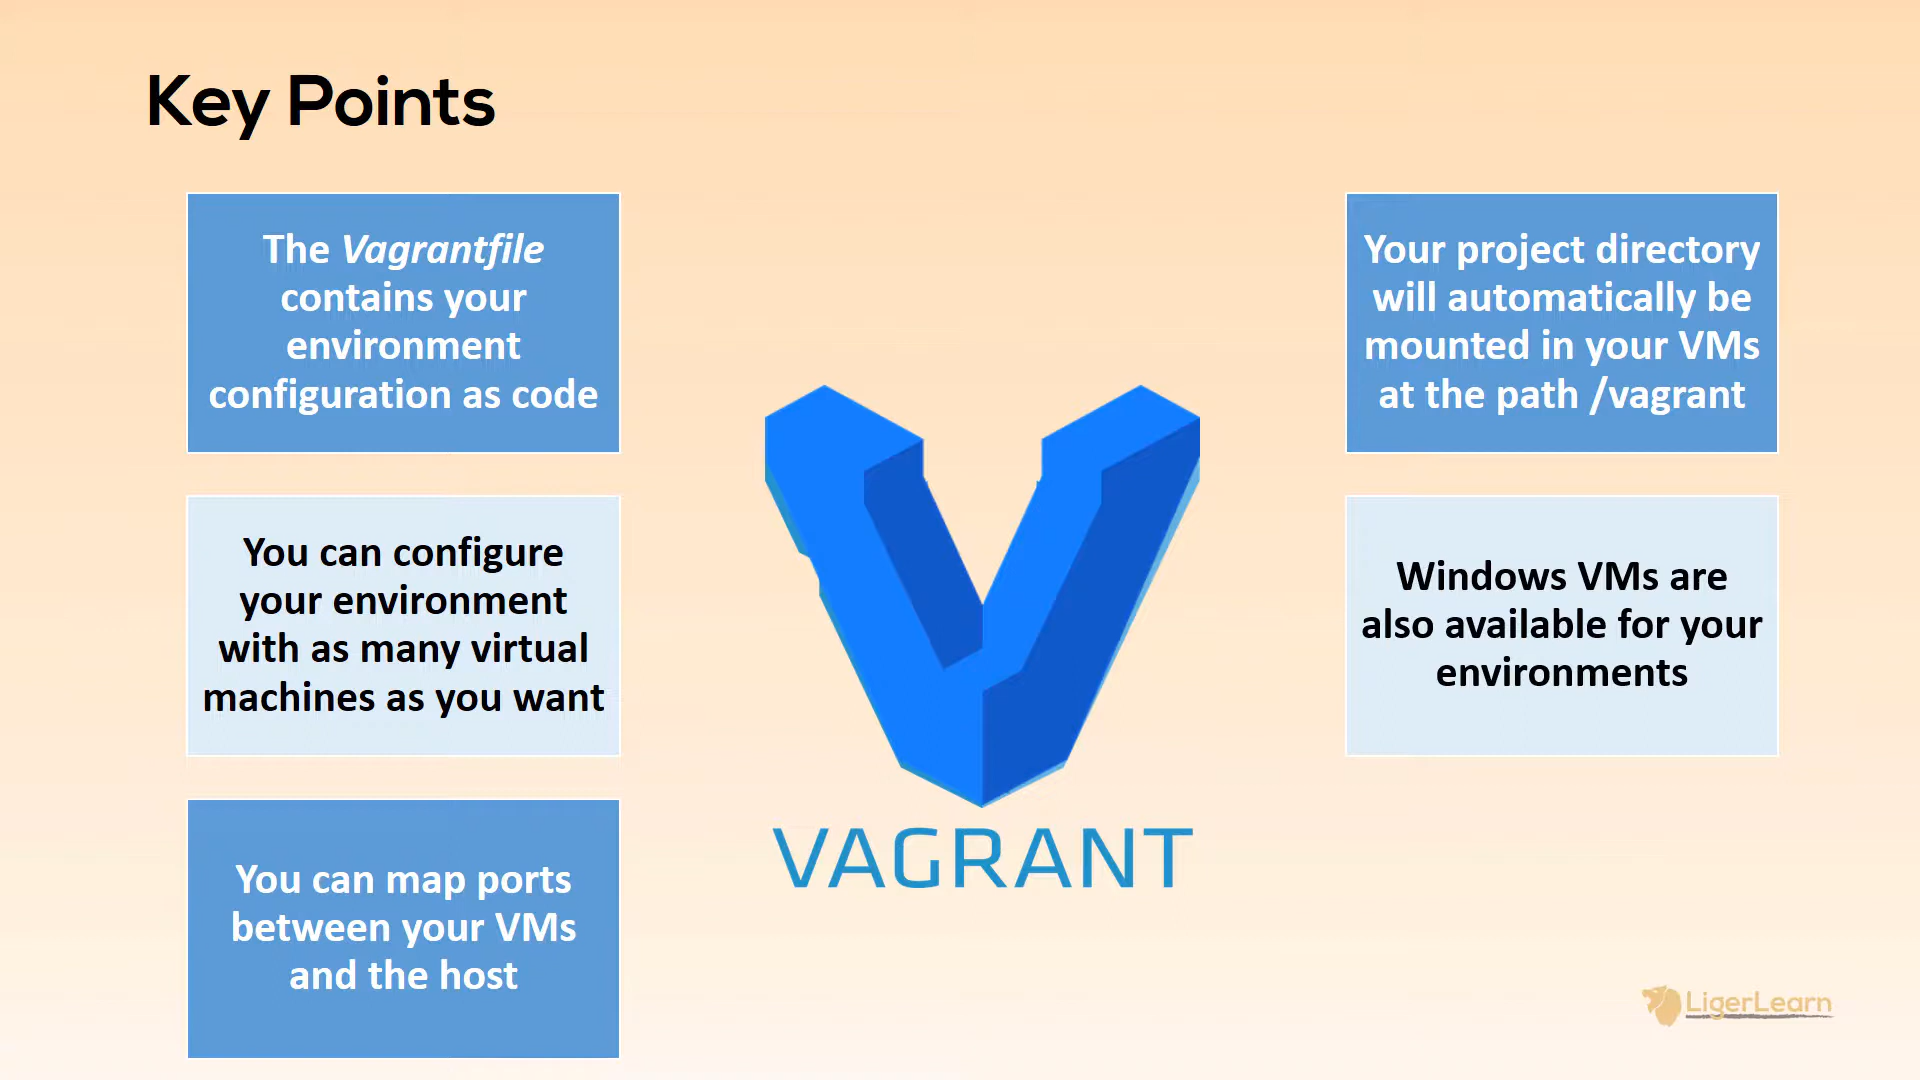 Key Points
The Vagrantfile
contains your
environment
configuration as code
You can configure
your environment
with as many virtual
machines as you want
You can map ports
between your VMs
and the host
VAGRANT
Your project directory
will automatically be
mounted in your VMs
at the path /vagrant
Windows VMs are
also available for your
environments
LigerLearn